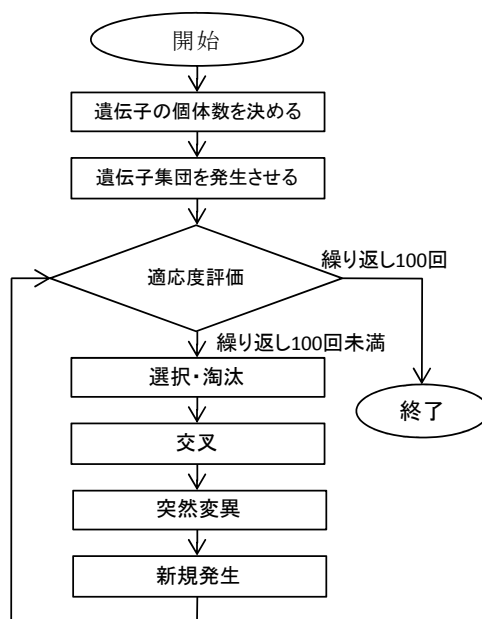 開始
遺伝子の個体数を決める
遺伝子集団を発生させる
適応度評価
繰り返し100回
繰り返し100回未満
選択・淘汰
終了
交叉
突然変異
新規発生